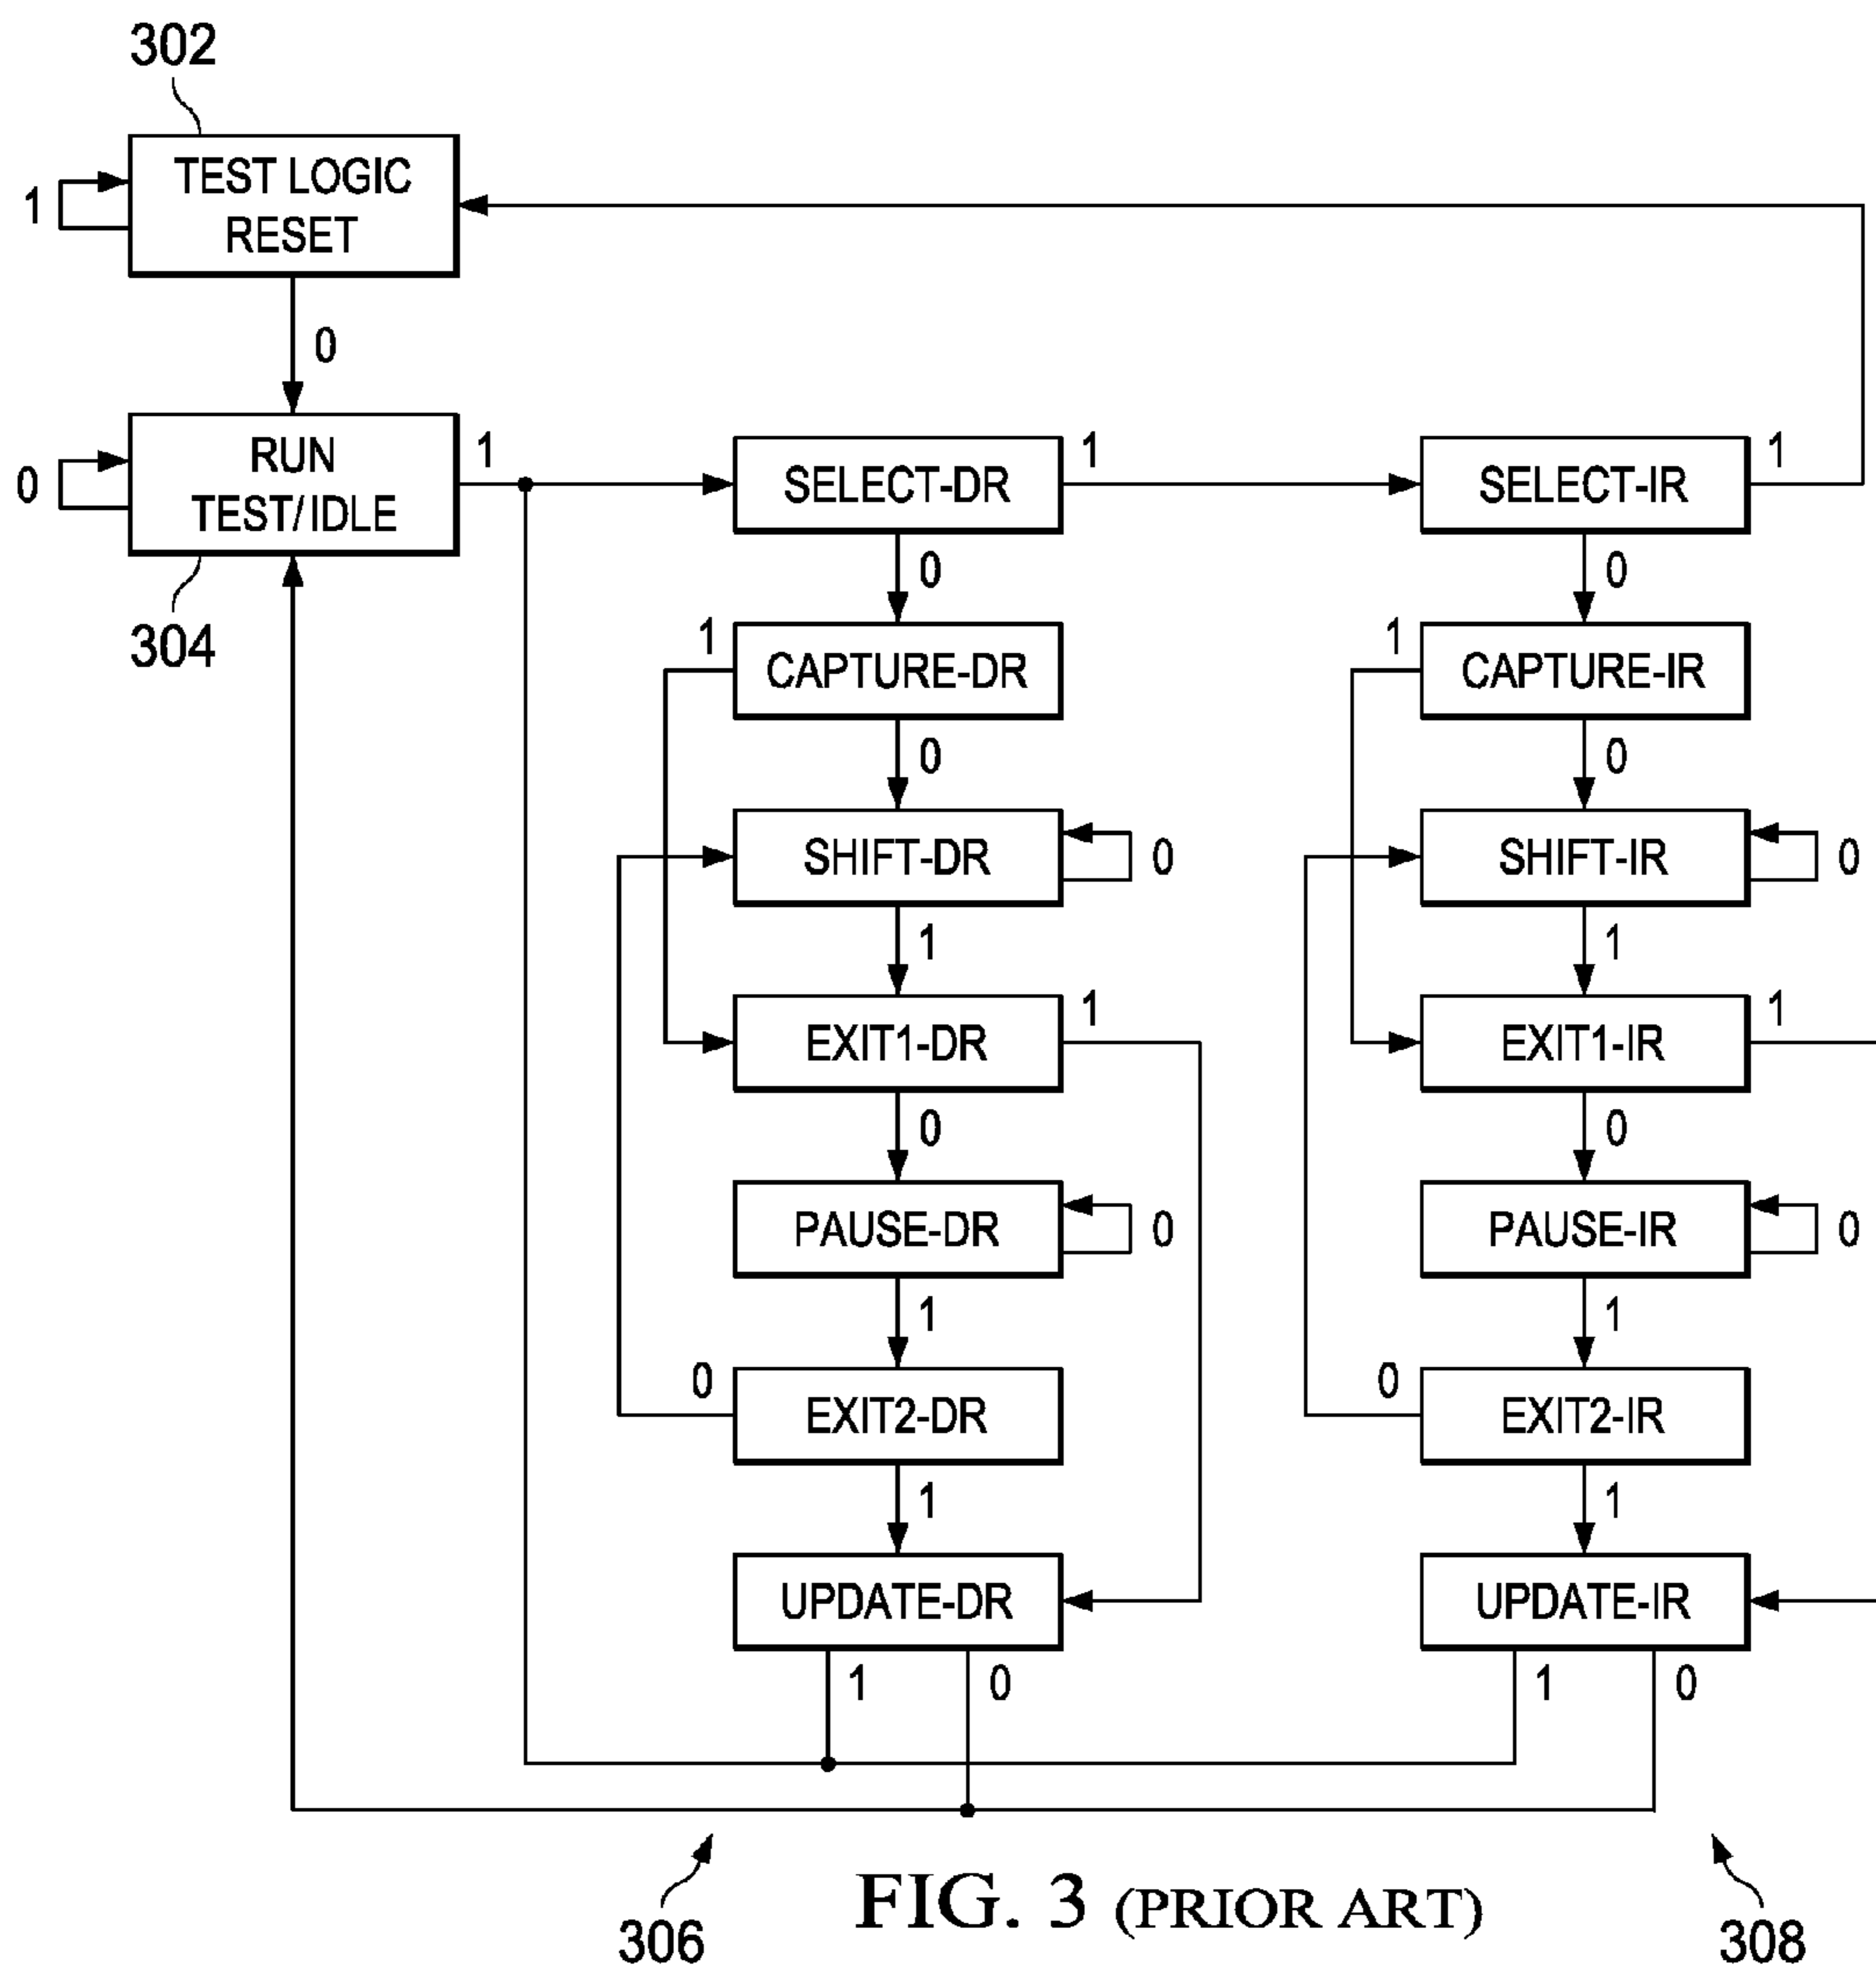 302
TEST LOGIC
RESET
1
0
RUN
TEST/IDLE
0
1
304
SELECT-DR
1
SELECT-IR
1
0
0
1
CAPTURE-DR
1
CAPTURE-IR
0
0
SHIFT-DR
0
SHIFT-IR
0
1
1
EXIT1-DR
1
EXIT1-IR
1
0
0
PAUSE-DR
0
PAUSE-IR
0
1
1
0
EXIT2-DR
0
EXIT2-IR
1
1
UPDATE-DR
UPDATE-IR
1
0
1
0
306
FIG. 3 (PRIOR ART)
308